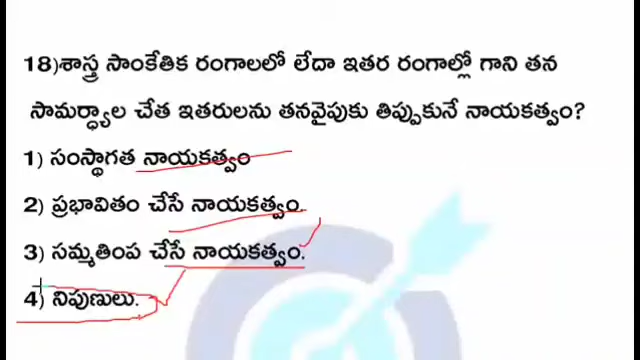 18)శాస్త్ర సాంకేతిక రంగాలలో లేదా ఇతర రంగాల్లో గాని తన
సామర్ధ్యాల చేత ఇతరులను తనవైపుకు తిప్పుకునే నాయకత్వం?
1) సంస్థాగత నాయకత్వం
2) ప్రభావితం చేసే నాయకత్వం.
3) సమ్మతింప చేసే నాయకత్వం.
4) నిపుణులు.